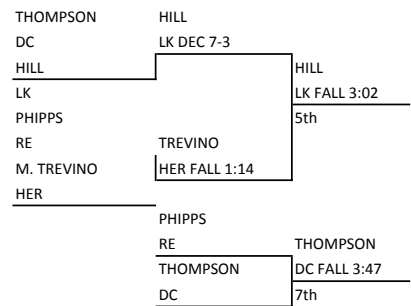 THOMPSON HILL
DC LK DEC 7-3
HILL HILL
LK LK FALL 3:02
PHIPPS 5th
RE TREVINO
M. TREVINO HER FALL 1:14
HER
PHIPPS
RE THOMPSON
THOMPSON DC FALL 3:47
DC 7th